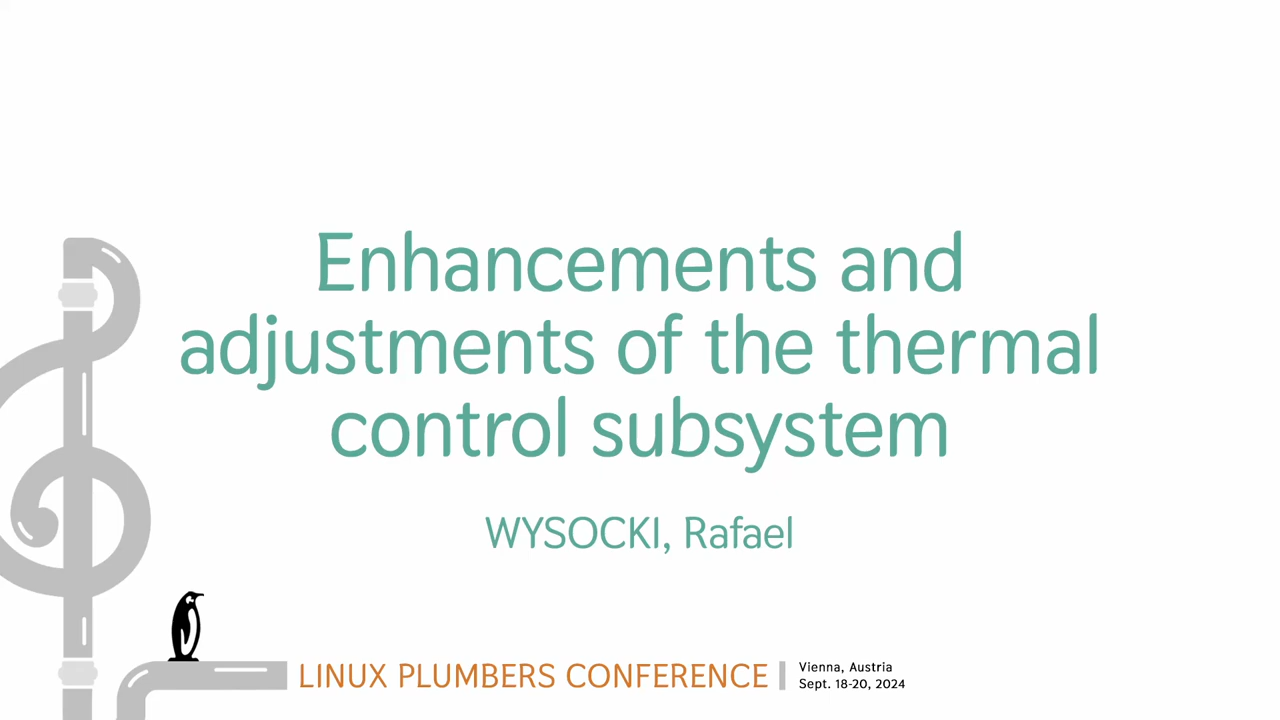 Enhancements and
adjustments of the thermal
control subsystem
WYSOCKI, Rafael
LINUX PLUMBERS CONFERENCE
Vienna, Austria
Sept. 18-20, 2024